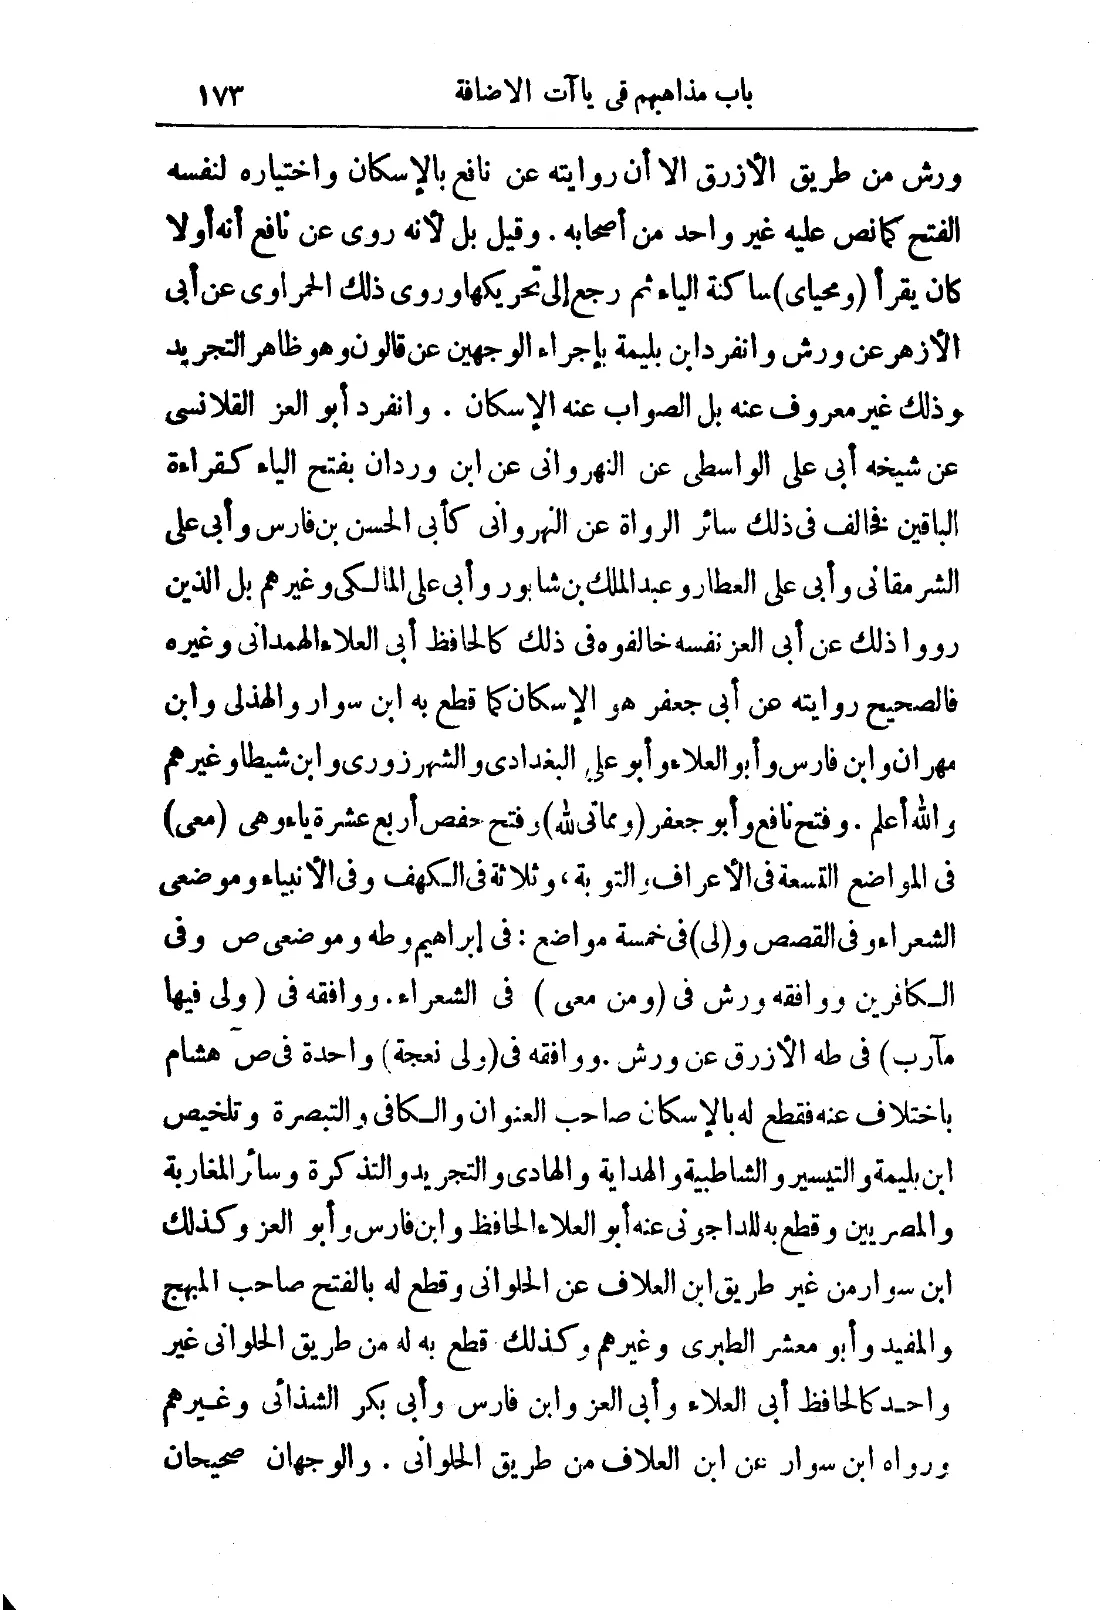 باب مذاهبهم فى ياآت الاضافة ١٧٣
ورش من طريق الأزرق الا أن روايته عن نافع بالإسكان واختياره لنفسه
الفتح كما نص عليه غير واحد من أصحابه . وقيل بل لأنه روى عن نافع أنه أولا
كان يقرأ (ومحياى) ساكنة الياء ثم رجع إلى تحريكها وروى ذلك الحمراوى عن أبى
الأزهر عن ورش وانفرد ابن بليمة بإجراء الوجهين عن قالون وهو ظاهر التجريد
وذلك غير معروف عنه بل الصواب عنه الإسكان . وانفرد أبو العز القلانسى
عن شيخه أبى على الواسطى عن النهروانى عن ابن وردان بفتح الياء كقراءة
الباقين فخالف فى ذلك سائر الرواة عن النهروانى كأبى الحسن بن فارس وأبى على
الشرمقانى وأبى على العطار وعبد الملك بن شابور وأبى على المالكى وغيرهم بل الذين
رووا ذلك عن أبى العز نفسه خالفوه فى ذلك كالحافظ أبى العلاء الهمدانى وغيره
فالصحيح روايته عن أبى جعفر هو الإسكان كما قطع به ابن سوار والهذلى وابن
مهران وابن فارس وأبو العلاء وأبو على البغدادى والشهرزورى وابن شيطا وغيرهم
والله أعلم . وفتح نافع وأبو جعفر (ومماتى لله) وفتح حفص أربع عشرة ياء وهى (معى)
فى المواضع التسعة فى الأعراف والتوبة، وثلاثة فى الكهف وفى الأنبياء وموضعى
الشعراء وفى القصص و(لى) فى خمسة مواضع : فى إبراهيم وطه وموضعى ص وفى
الكافرين ووافقه ورش فى (ومن معى ) فى الشعراء. ووافقه فى (ولى فيها
مآرب) فى طه الأزرق عن ورش . ووافقه فى (ولى نعجة) واحدة فى صٓ هشام
باختلاف عنه فقطع له بالإسكان صاحب العنوان والكافى والتبصرة وتلخيص
ابن بليمة والتيسير والشاطبية والهداية والهادى والتجريد والتذكرة وسائر المغاربة
والمصريين وقطع به للداجونى عنه أبو العلاء الحافظ وابن فارس وأبو العز وكذلك
ابن سوار من غير طريق ابن العلاف عن الحلوانى وقطع له بالفتح صاحب المبهج
والمفيد وأبو معشر الطبرى وغيرهم وكذلك قطع به له من طريق الحلوانى غير
واحد كالحافظ أبى العلاء وأبى العز وابن فارس وأبى بكر الشذائى وغيرهم
ورواه ابن سوار عن ابن العلاف من طريق الحلوانى . والوجهان صحيحان